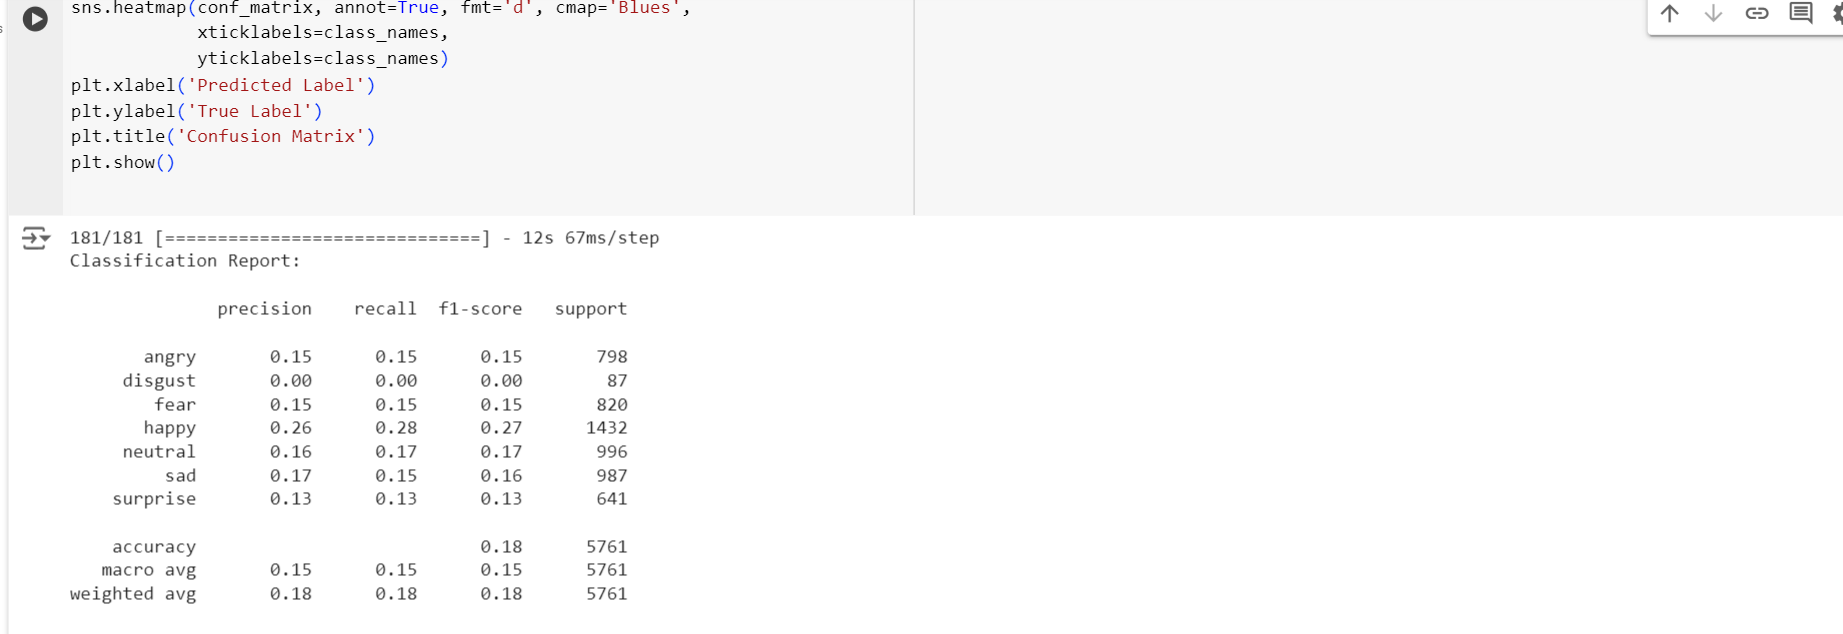 sns.heatmap(conf_matrix, annot=True, fmt='d', cmap='Blues',
xticklabels=class_names,
yticklabels=class_names)
plt.xlabel('Predicted Label')
plt.ylabel('True Label')
plt.title('Confusion Matrix')
plt.show()
181/181 [==============================] - 12s 67ms/step
Classification Report:
precision recall f1-score support
angry 0.15 0.15 0.15 798
disgust 0.00 0.00 0.00 87
fear 0.15 0.15 0.15 820
happy 0.26 0.28 0.27 1432
neutral 0.16 0.17 0.17 996
sad 0.17 0.15 0.16 987
surprise 0.13 0.13 0.13 641
accuracy 0.18 5761
macro avg 0.15 0.15 0.15 5761
weighted avg 0.18 0.18 0.18 5761